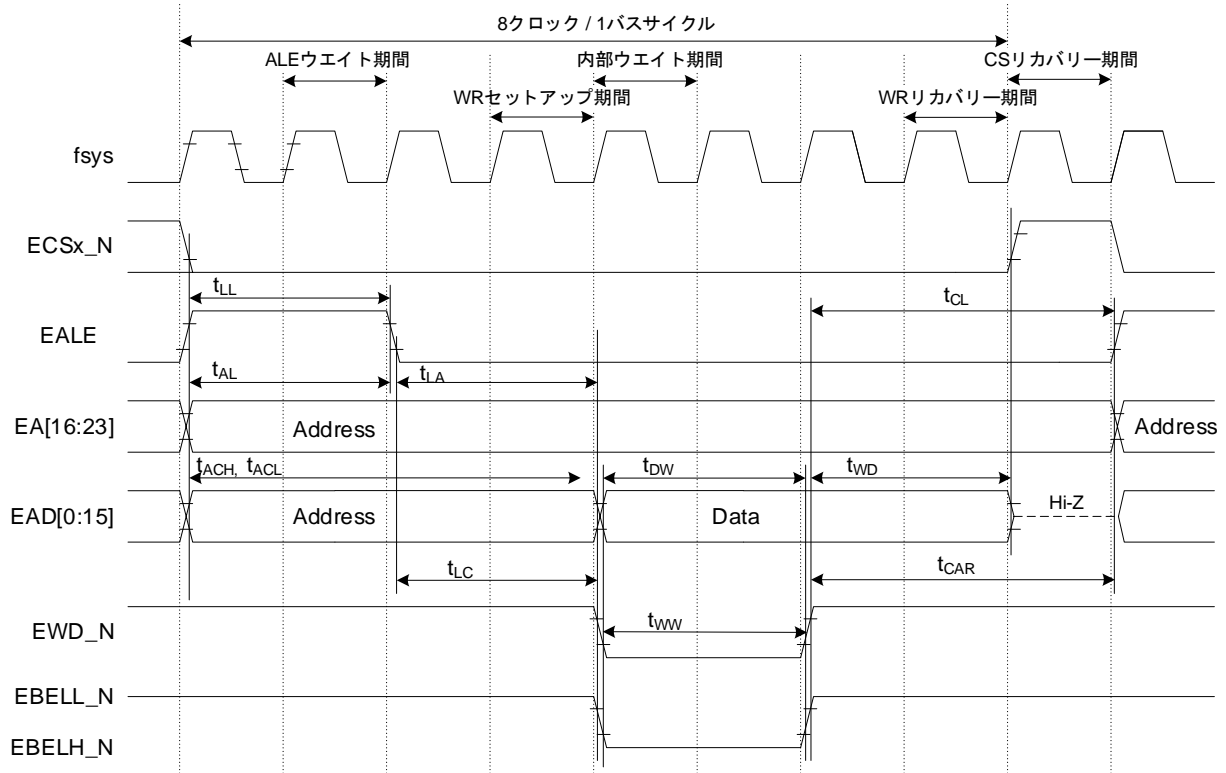 8クロック / 1バスサイクル
ALEウエイト期間
内部ウエイト期間
CSリカバリー期間
WRセットアップ期間
WRリカバリー期間
fsys
ECSx_N
tLL
tCL
EALE
tAL
tLA
EA[16:23]
Address
Address
tACH, tACL
tDW
tWD
EAD[0:15]
Address
Data
Hi-Z
tLC
tCAR
EWD_N
tWW
EBELL_N
EBELH_N